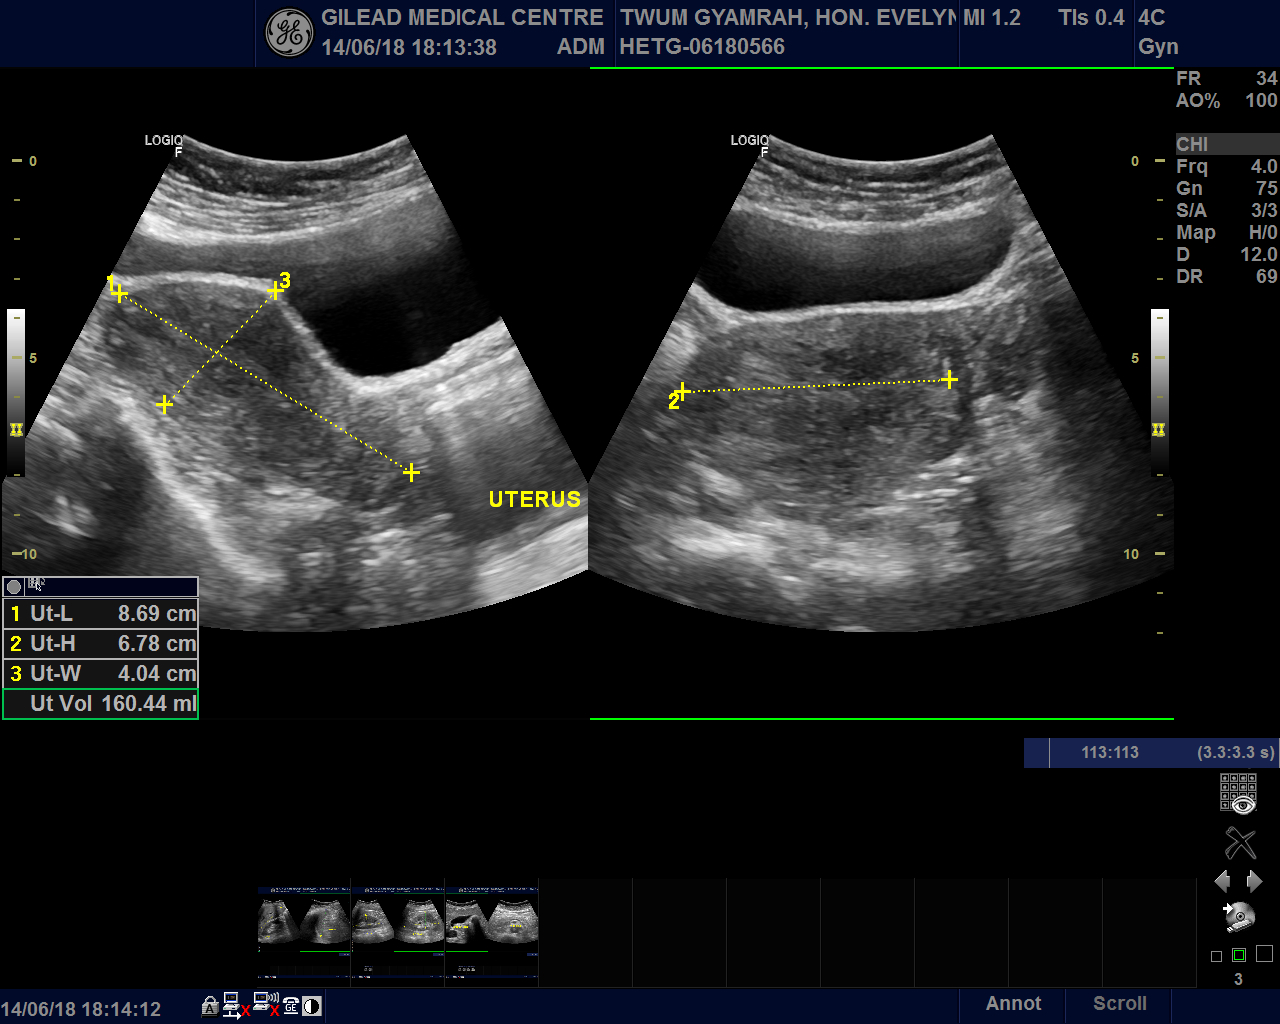 GILEAD MEDICAL CENTRE
14/06/18 18:13:38 ADM
TWUM GYAMRAH, HON. EVELYN
HETG-06180566
MI 1.2 TIs 0.4
4C
Gyn
FR 34
AO% 100
CHI
Frq 4.0
Gn 75
S/A 3/3
Map H/0
D 12.0
DR 69
LOGIQ
F
LOGIQ
F
0
5
10
0
5
10
1
3
2
UTERUS
1 Ut-L 8.69 cm
2 Ut-H 6.78 cm
3 Ut-W 4.04 cm
Ut Vol 160.44 ml
113:113 (3.3:3.3 s)
3
14/06/18 18:14:12
Annot
Scroll